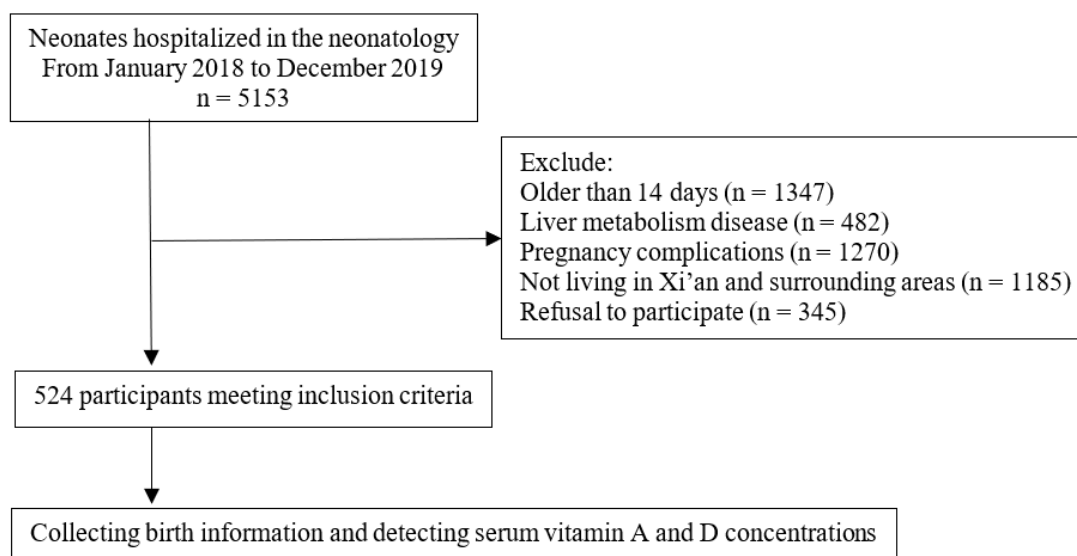 Neonates hospitalized in the neonatology
From January 2018 to December 2019
n = 5153
Exclude:
Older than 14 days (n = 1347)
Liver metabolism disease (n = 482)
Pregnancy complications (n = 1270)
Not living in Xi’an and surrounding areas (n = 1185)
Refusal to participate (n = 345)
524 participants meeting inclusion criteria
Collecting birth information and detecting serum vitamin A and D concentrations